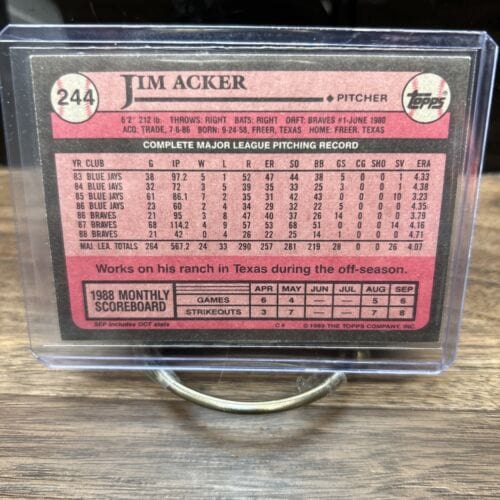 244
JIM ACKER
◆ PITCHER
Topps
6'2" 212 lb. THROWS: RIGHT BATS: RIGHT DRFT: BRAVES #1-JUNE 1980
ACQ: TRADE, 7-6-86 BORN: 9-24-58, FREER, TEXAS HOME: FREER, TEXAS
COMPLETE MAJOR LEAGUE PITCHING RECORD
YR CLUB G IP W L R ER SO BB GS CG SHO SV ERA
83 BLUE JAYS 38 97.2 5 1 52 47 44 38 5 0 0 1 4.33
84 BLUE JAYS 32 72 3 5 39 35 33 25 3 0 0 1 4.38
85 BLUE JAYS 61 86.1 7 2 35 31 42 43 0 0 0 10 3.23
86 BLUE JAYS 23 60 2 4 34 29 32 22 5 0 0 0 4.35
86 BRAVES 21 95 3 8 47 40 37 26 14 0 0 0 3.79
87 BRAVES 68 114.2 4 9 57 53 68 51 0 0 0 14 4.16
88 BRAVES 21 42 0 4 26 22 25 14 1 0 0 0 4.71
MAJ. LEA. TOTALS 264 567.2 24 33 290 257 281 219 28 0 0 26 4.07
Works on his ranch in Texas during the off-season.
1988 MONTHLY SCOREBOARD
APR MAY JUN JUL AUG SEP
GAMES 6 4 — — 5 6
STRIKEOUTS 3 7 — — 7 8
SEP includes OCT stats C* © 1989 THE TOPPS COMPANY, INC.